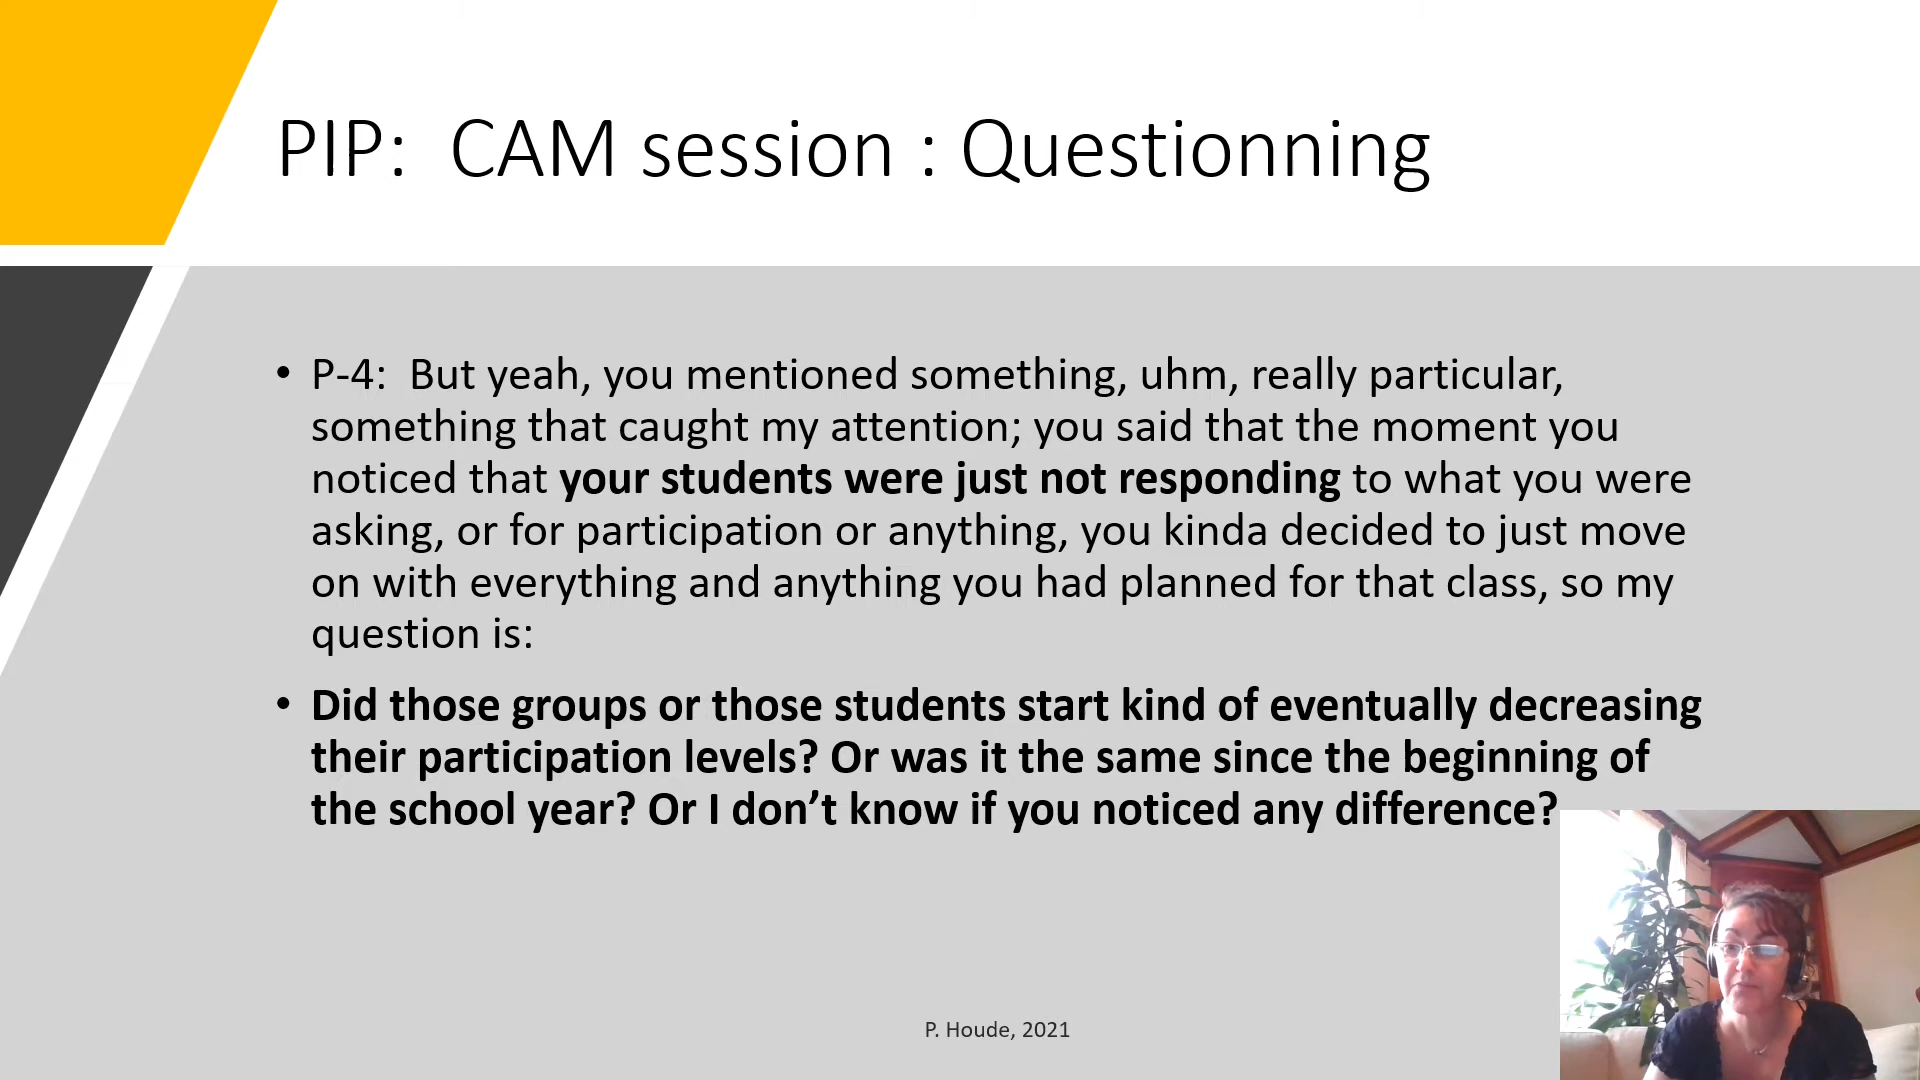 PIP:  CAM session : Questionning
• P-4:  But yeah, you mentioned something, uhm, really particular,
something that caught my attention; you said that the moment you
noticed that your students were just not responding to what you were
asking, or for participation or anything, you kinda decided to just move
on with everything and anything you had planned for that class, so my
question is:
• Did those groups or those students start kind of eventually decreasing
their participation levels? Or was it the same since the beginning of
the school year? Or I don’t know if you noticed any difference?
P. Houde, 2021